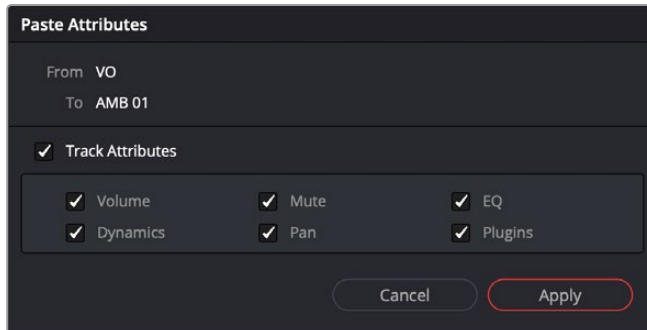 Paste Attributes
From VO
To AMB 01
Track Attributes
Volume Mute EQ
Dynamics Pan Plugins
Cancel Apply